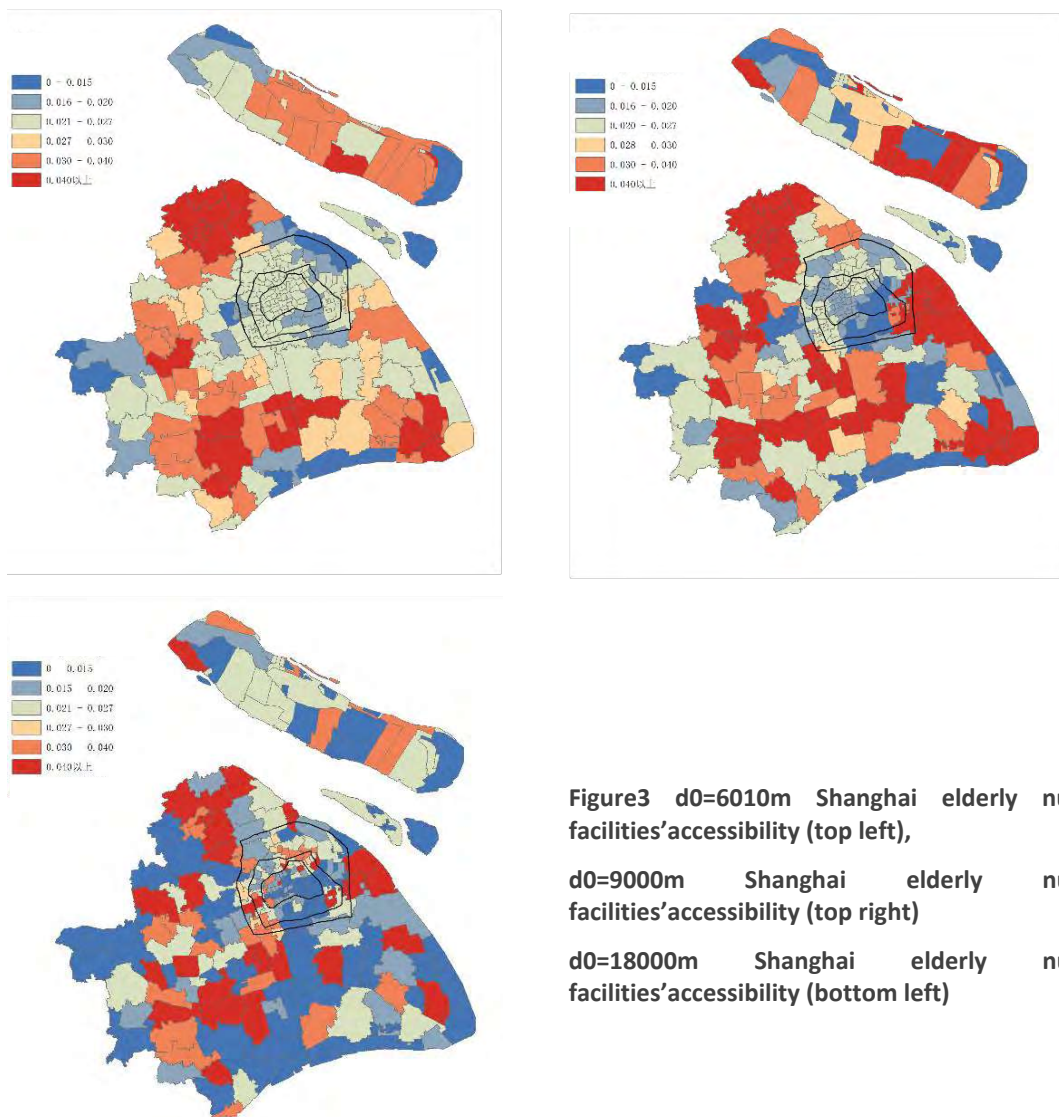 0 - 0.015
0.016 - 0.020
0.021 - 0.027
0.027 0.030
0.030 - 0.040
0.040以上
0 - 0.015
0.016 - 0.020
0.020 - 0.027
0.028 0.030
0.030 - 0.040
0.040以上
0 0.015
0.015 0.020
0.021 - 0.027
0.027 - 0.030
0.030 0.040
0.040以上
Figure3 d0=6010m Shanghai elderly nu
facilities'accessibility (top left),
d0=9000m Shanghai elderly nu
facilities'accessibility (top right)
d0=18000m Shanghai elderly nu
facilities'accessibility (bottom left)